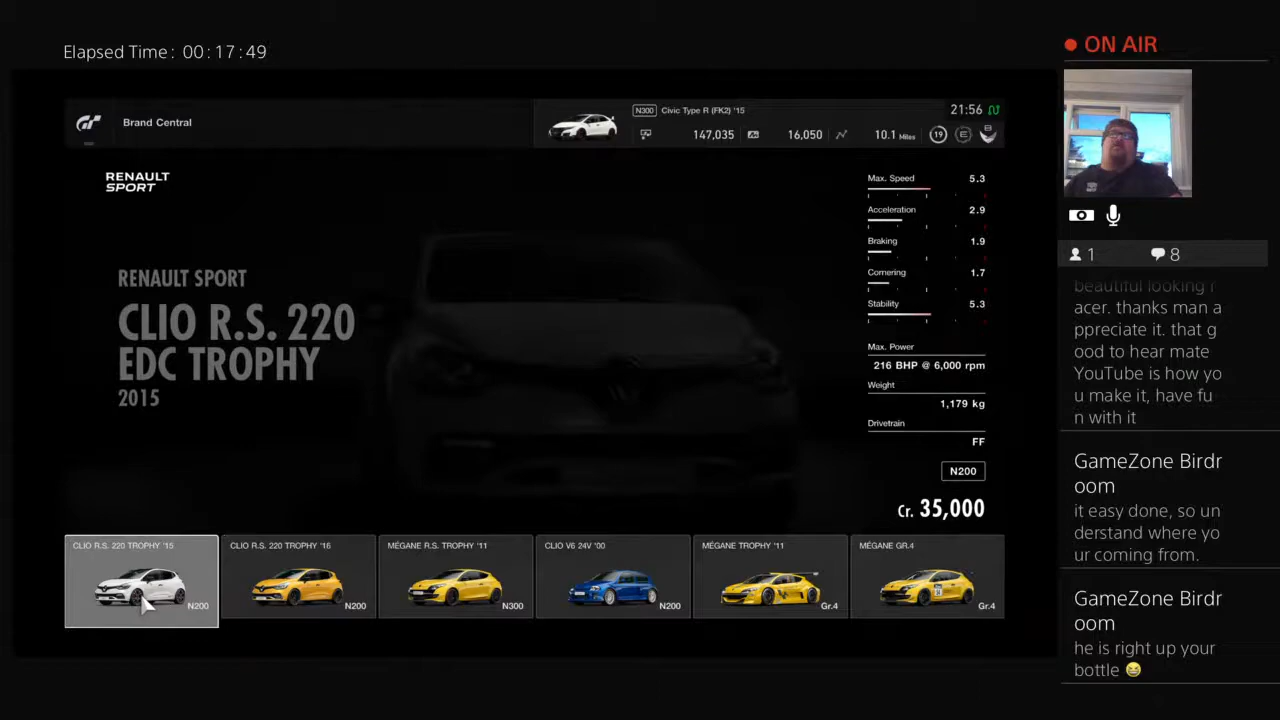 Elapsed Time: 00:17:49
ON AIR
Brand Central
N300 Civic Type R (FK2) '15
21:56
147,035
16,050
10.1 Miles
19
E
RENAULT SPORT
Max. Speed 5.3
Acceleration 2.9
Braking 1.9
Cornering 1.7
Stability 5.3
Max. Power
216 BHP @ 6,000 rpm
Weight
1,179 kg
Drivetrain
FF
N200
Cr. 35,000
RENAULT SPORT
CLIO R.S. 220
EDC TROPHY
2015
CLIO R.S. 220 TROPHY '15
N200
CLIO R.S. 220 TROPHY '16
N200
MÉGANE R.S. TROPHY '11
N300
CLIO V6 24V '00
N200
MÉGANE TROPHY '11
Gr.4
MÉGANE GR.4
Gr.4
1
8
beautiful looking r
acer. thanks man a
ppreciate it. that g
ood to hear mate
YouTube is how yo
u make it, have fu
n with it
GameZone Birdr
oom
it easy done, so un
derstand where yo
ur coming from.
GameZone Birdr
oom
he is right up your
bottle 😆